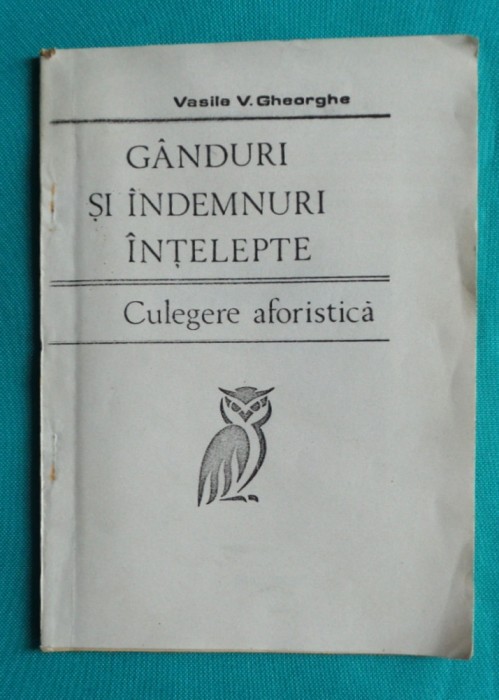 Vasile V. Gheorghe
GÂNDURI
ȘI ÎNDEMNURI
ÎNȚELEPTE
Culegere aforistică